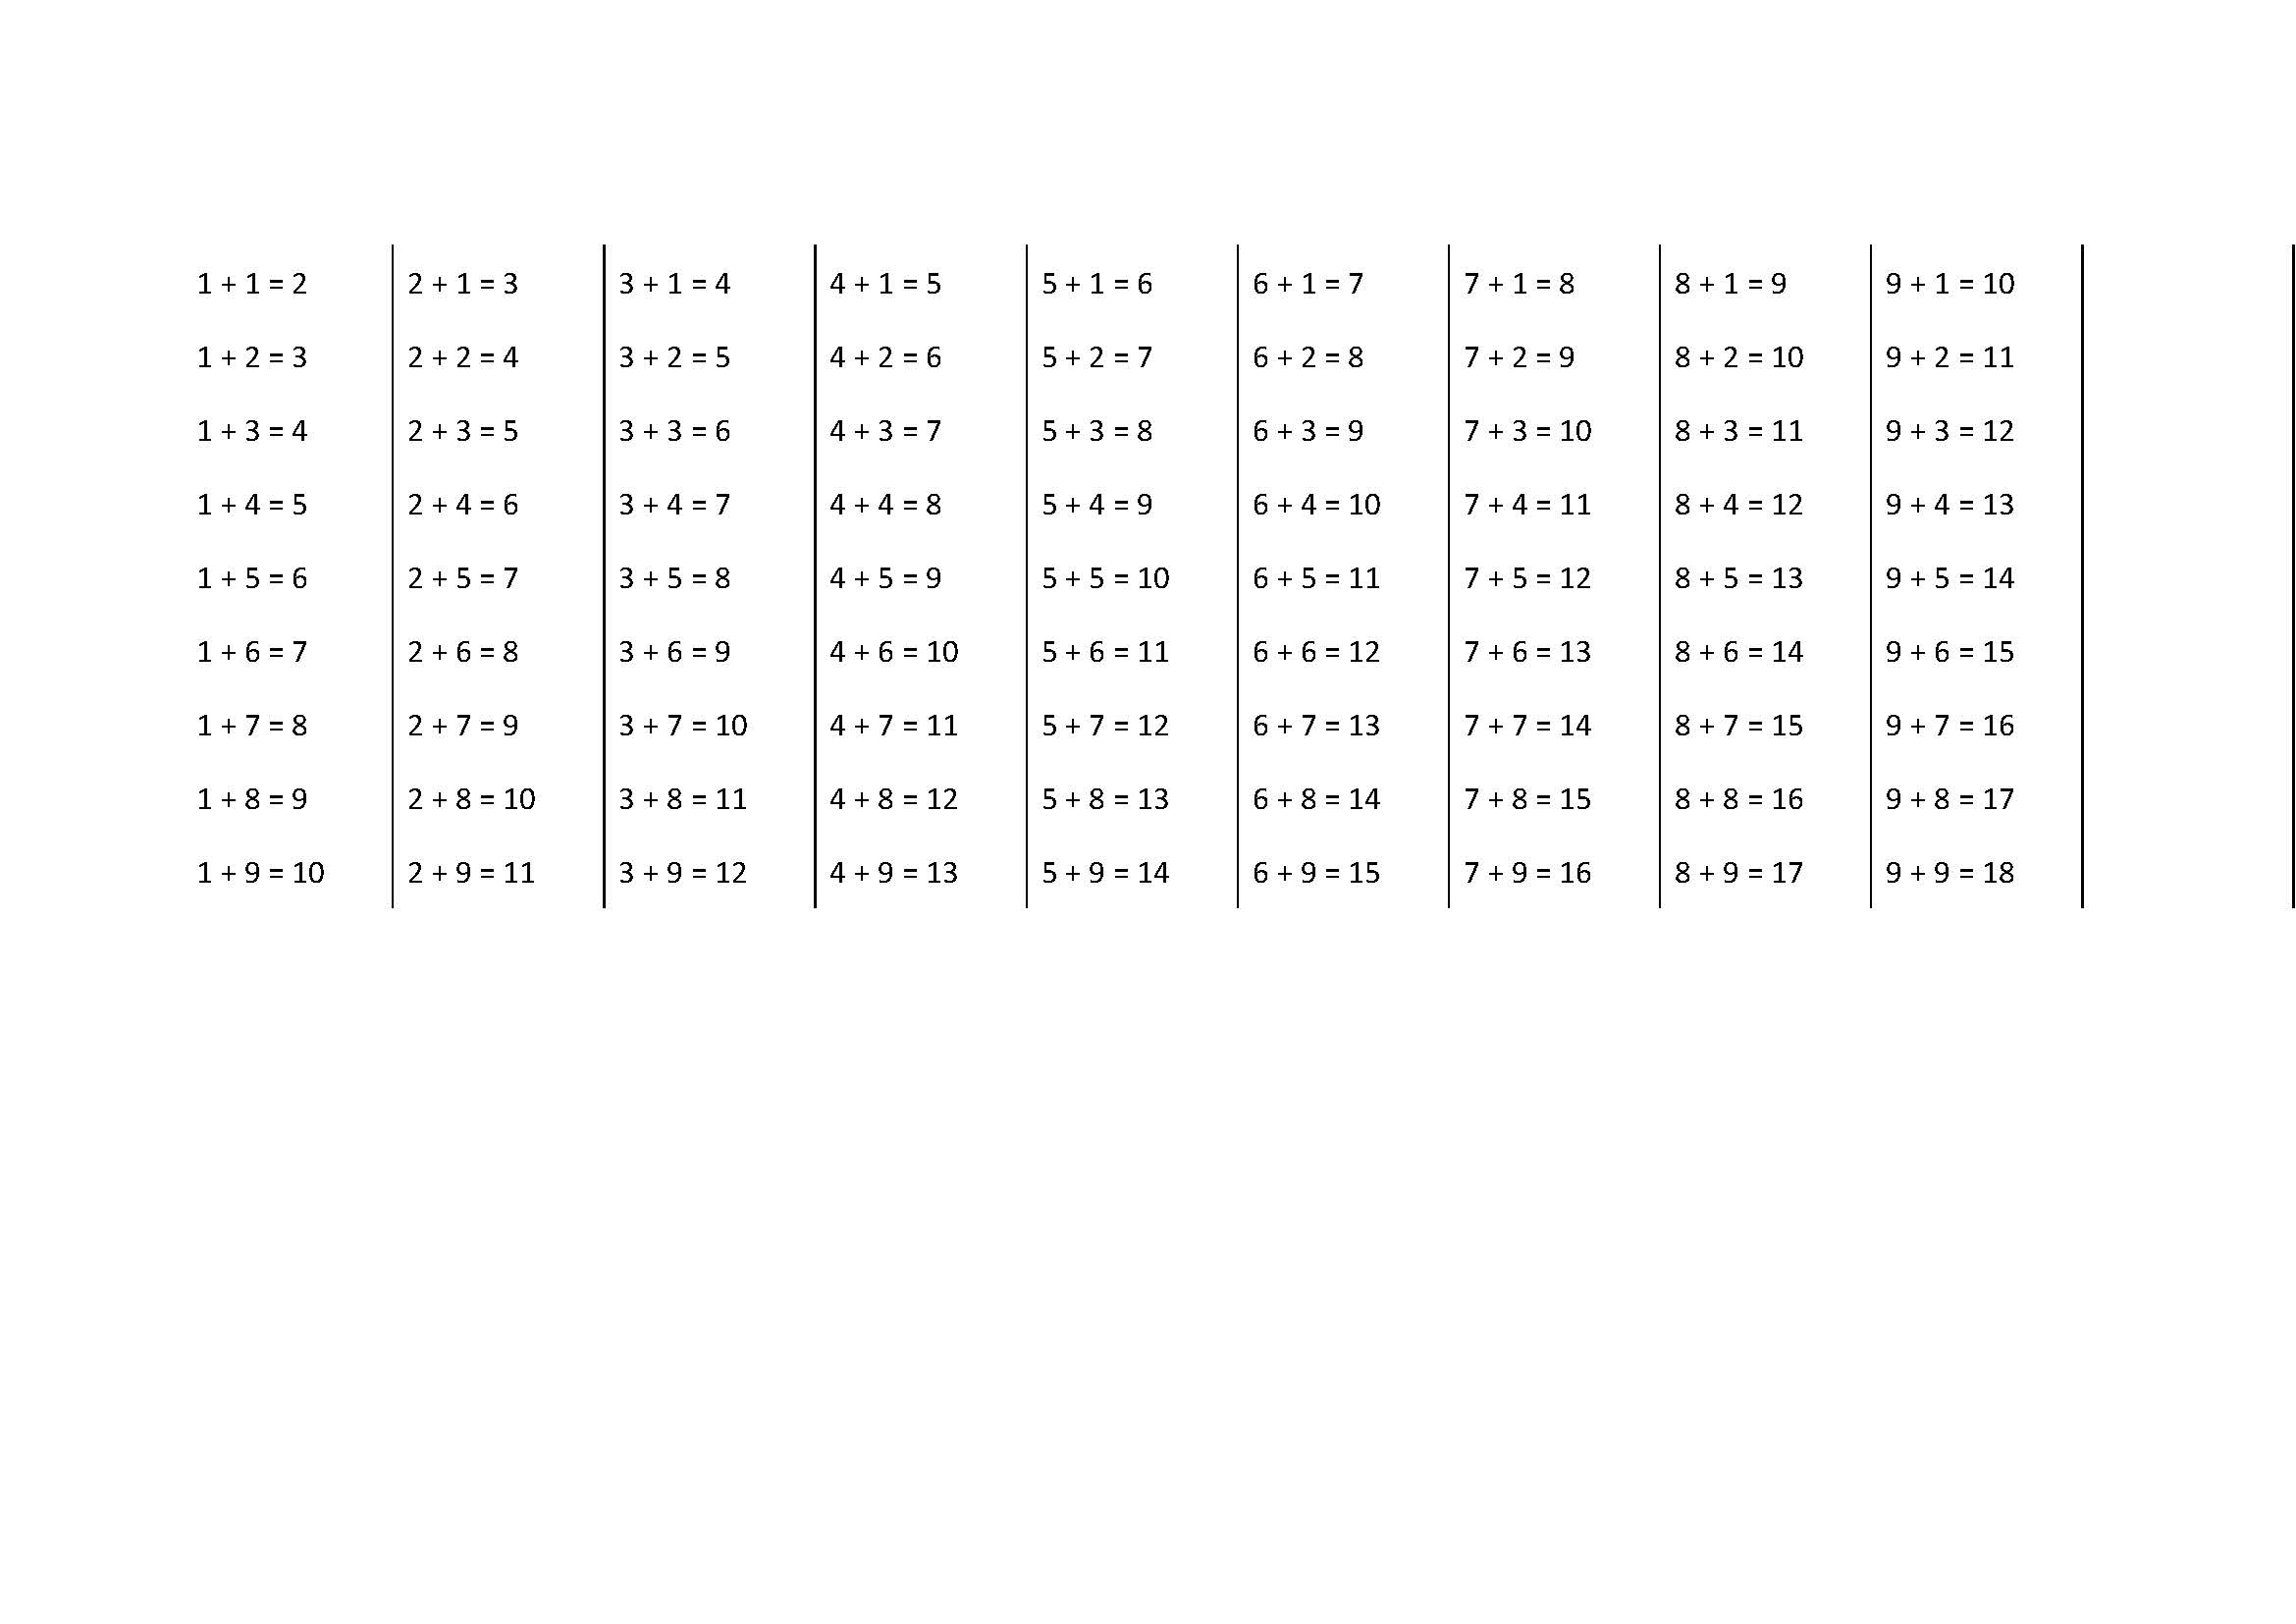 1 + 1 = 2 2 + 1 = 3 3 + 1 = 4 4 + 1 = 5 5 + 1 = 6 6 + 1 = 7 7 + 1 = 8 8 + 1 = 9 9 + 1 = 10
1 + 2 = 3 2 + 2 = 4 3 + 2 = 5 4 + 2 = 6 5 + 2 = 7 6 + 2 = 8 7 + 2 = 9 8 + 2 = 10 9 + 2 = 11
1 + 3 = 4 2 + 3 = 5 3 + 3 = 6 4 + 3 = 7 5 + 3 = 8 6 + 3 = 9 7 + 3 = 10 8 + 3 = 11 9 + 3 = 12
1 + 4 = 5 2 + 4 = 6 3 + 4 = 7 4 + 4 = 8 5 + 4 = 9 6 + 4 = 10 7 + 4 = 11 8 + 4 = 12 9 + 4 = 13
1 + 5 = 6 2 + 5 = 7 3 + 5 = 8 4 + 5 = 9 5 + 5 = 10 6 + 5 = 11 7 + 5 = 12 8 + 5 = 13 9 + 5 = 14
1 + 6 = 7 2 + 6 = 8 3 + 6 = 9 4 + 6 = 10 5 + 6 = 11 6 + 6 = 12 7 + 6 = 13 8 + 6 = 14 9 + 6 = 15
1 + 7 = 8 2 + 7 = 9 3 + 7 = 10 4 + 7 = 11 5 + 7 = 12 6 + 7 = 13 7 + 7 = 14 8 + 7 = 15 9 + 7 = 16
1 + 8 = 9 2 + 8 = 10 3 + 8 = 11 4 + 8 = 12 5 + 8 = 13 6 + 8 = 14 7 + 8 = 15 8 + 8 = 16 9 + 8 = 17
1 + 9 = 10 2 + 9 = 11 3 + 9 = 12 4 + 9 = 13 5 + 9 = 14 6 + 9 = 15 7 + 9 = 16 8 + 9 = 17 9 + 9 = 18